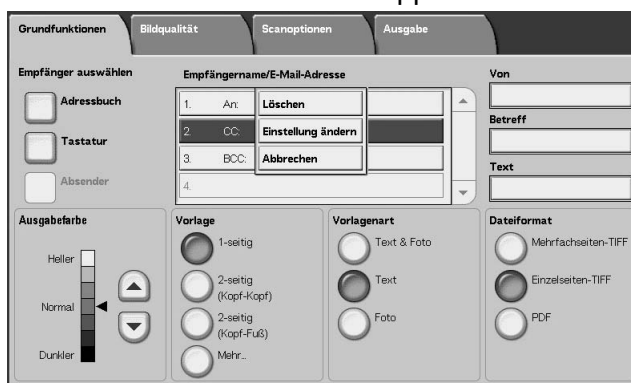 Grundfunktionen Bildqualität Scanoptionen Ausgabe
Empfänger auswählen
Adressbuch
Tastatur
Absender
Empfängername/E-Mail-Adresse
1. An: Löschen
2. CC: Einstellung ändern
3. BCC: Abbrechen
4.
Von
Betreff
Text
Ausgabefarbe
Heller
Normal
Dunkler
Vorlage
1-seitig
2-seitig
(Kopf-Kopf)
2-seitig
(Kopf-Fuß)
Mehr...
Vorlagenart
Text & Foto
Text
Foto
Dateiformat
Mehrfachseiten-TIFF
Einzelseiten-TIFF
PDF